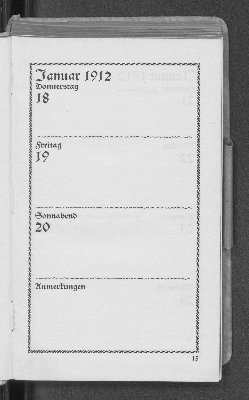 Januar 1912
Donnerstag
18
Freitag
19
Sonnabend
20
Anmerkungen
15